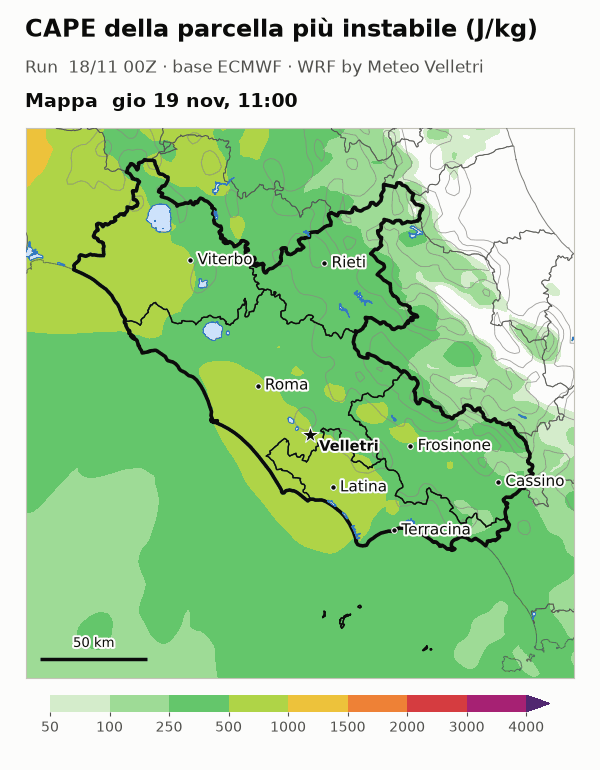 CAPE della parcella più instabile (J/kg)
Run  18/11 00Z · base ECMWF · WRF by Meteo Velletri
Mappa  gio 19 nov, 11:00
Viterbo
Rieti
Roma
Velletri
Frosinone
Latina
Cassino
Terracina
50 km
50 100 250 500 1000 1500 2000 3000 4000